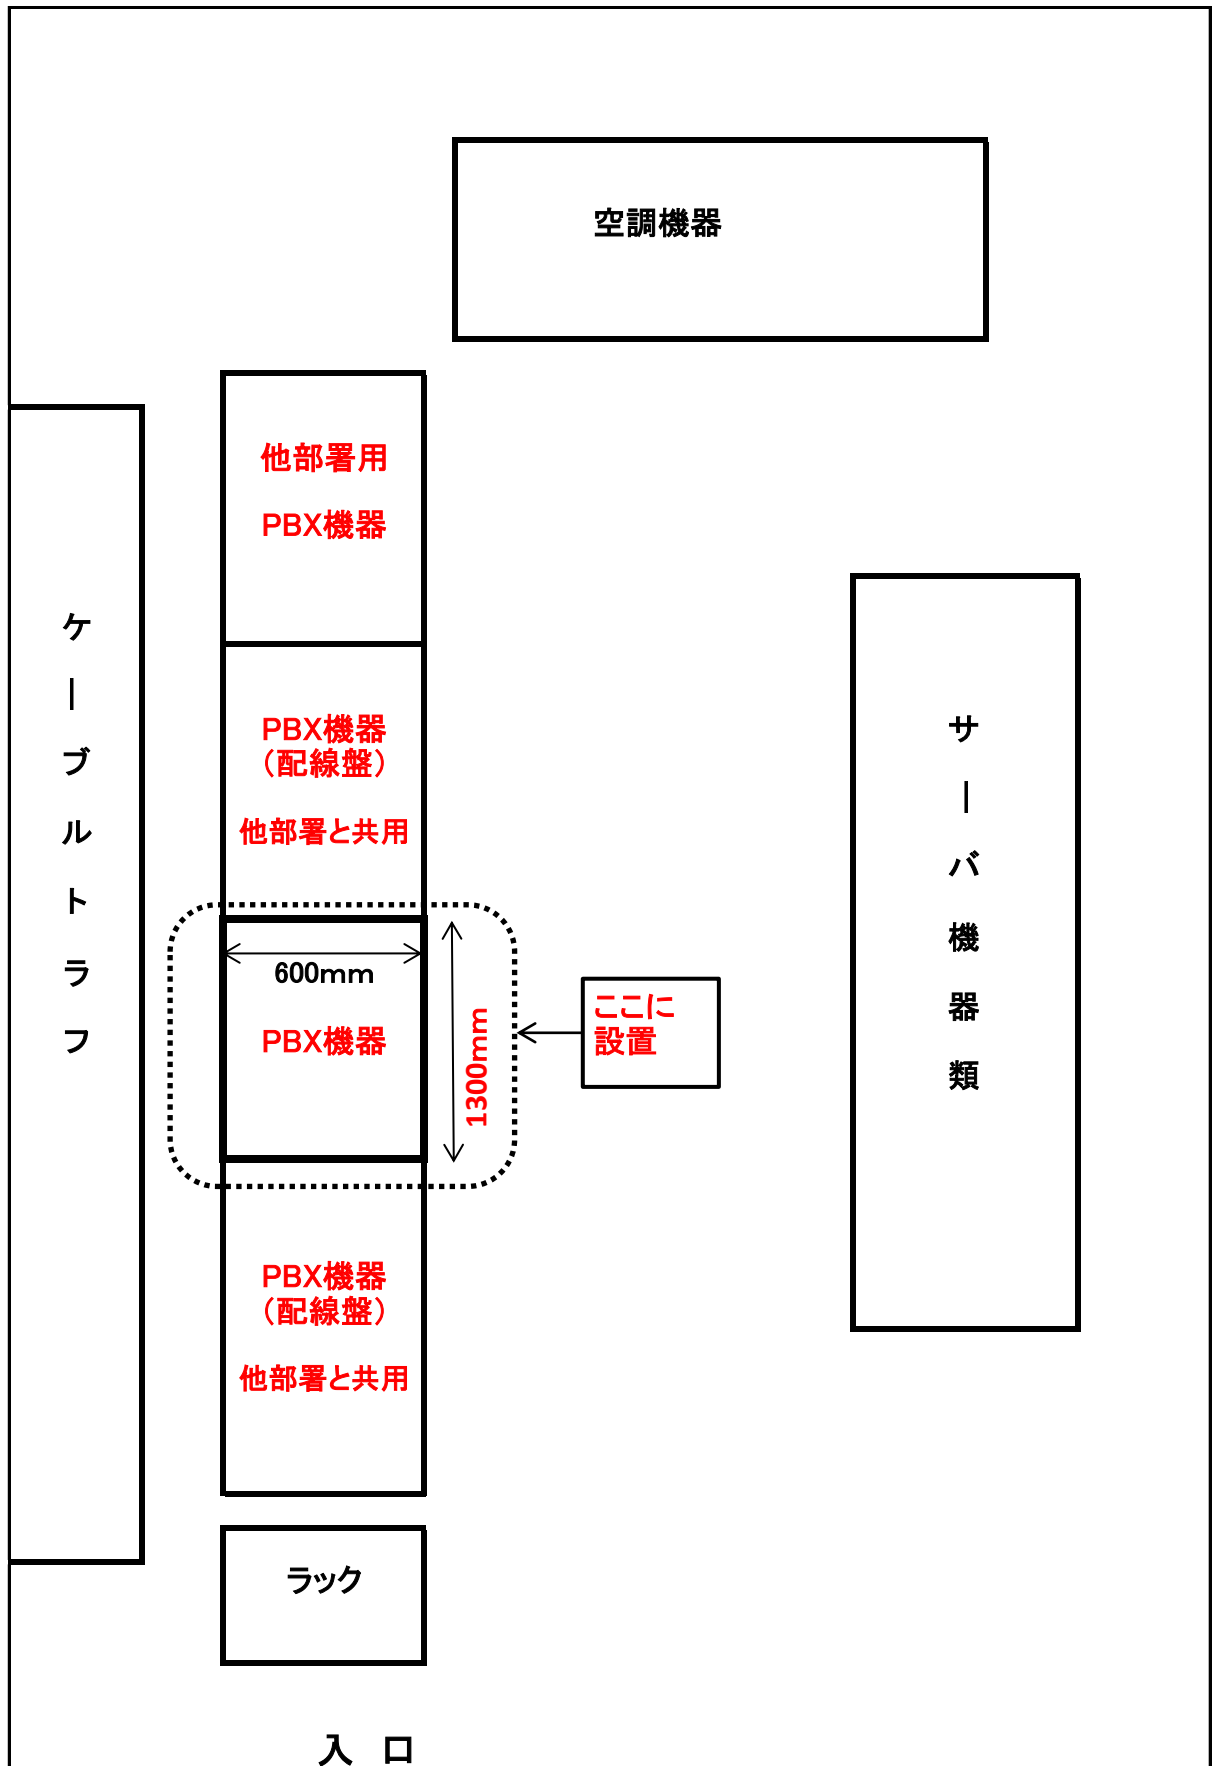 空調機器
他部署用
PBX機器
ケーブルトラフ
PBX機器
（配線盤）
他部署と共用
サーバ機器類
600mm
PBX機器
1300mm
ここに
設置
PBX機器
（配線盤）
他部署と共用
ラック
入　口